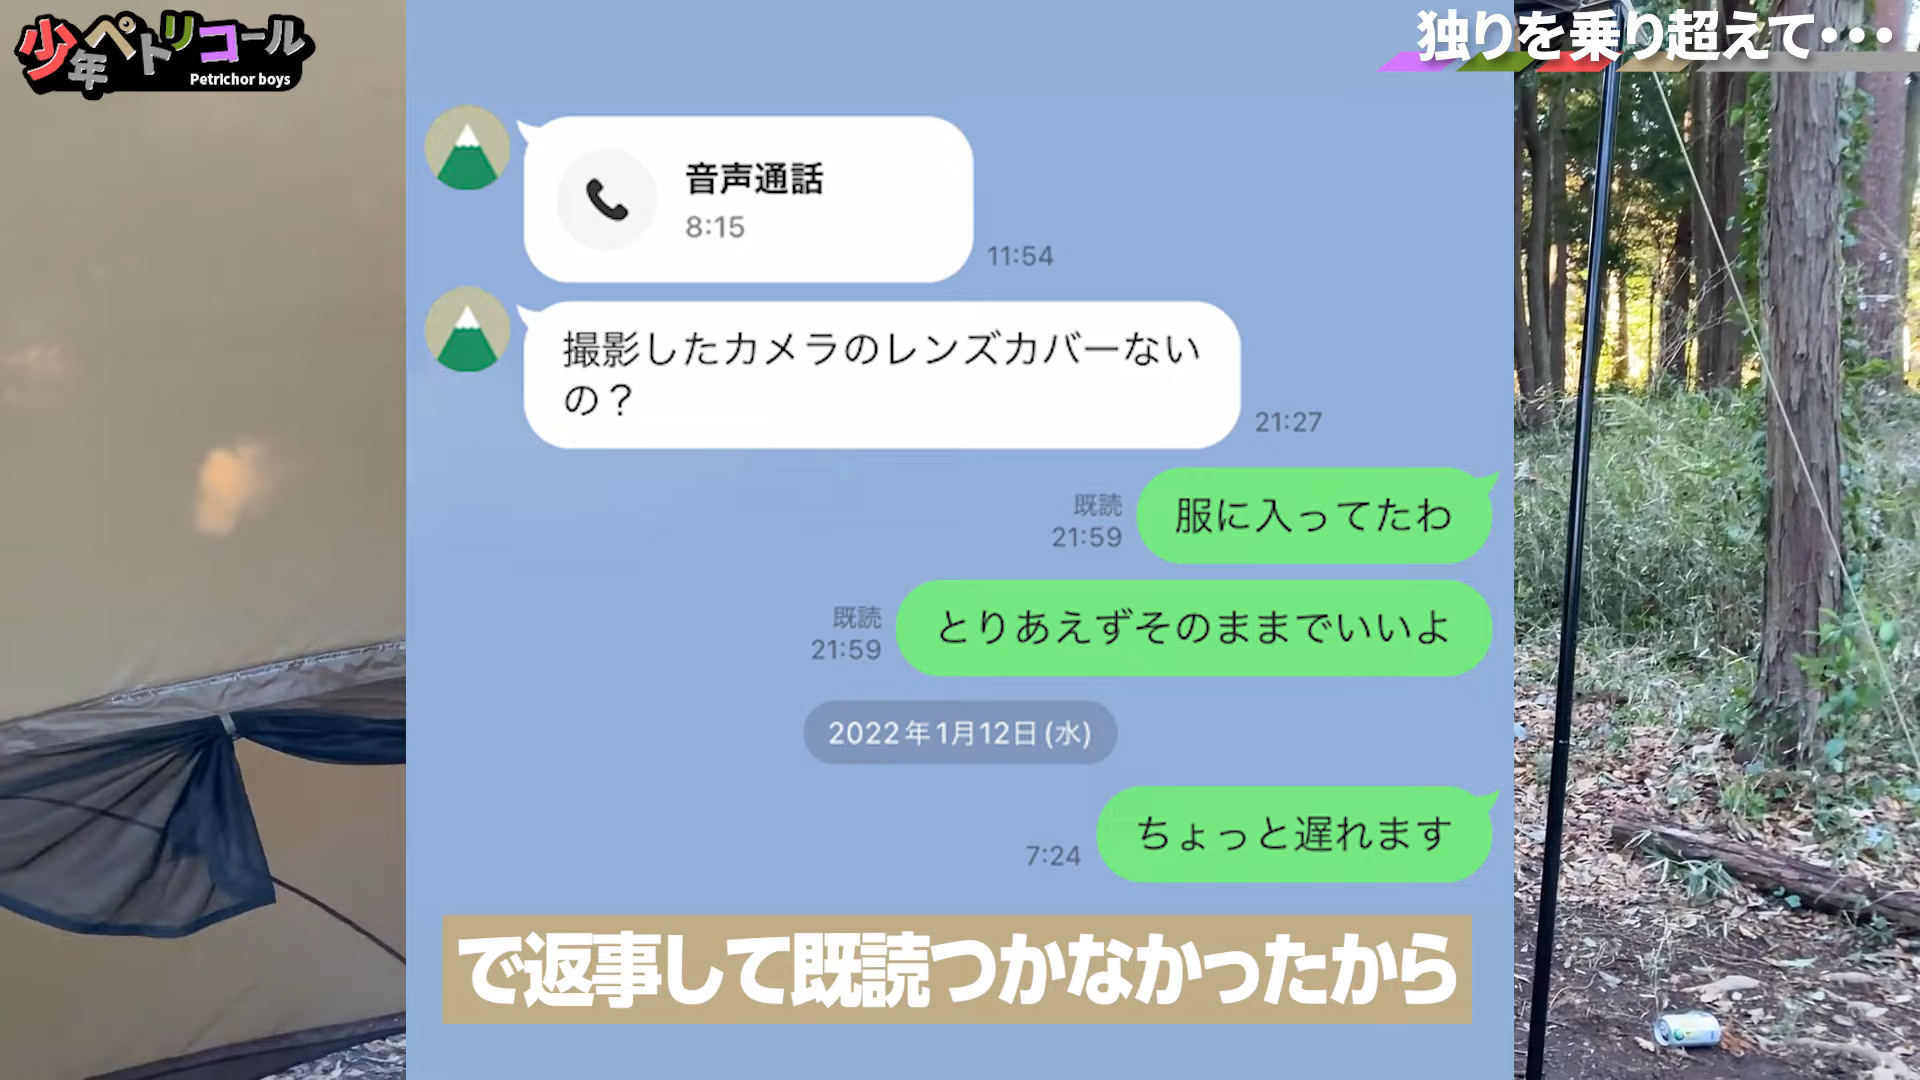 少年ペトリコール
Petrichor boys
独りを乗り超えて・・・
音声通話
8:15
11:54
撮影したカメラのレンズカバーない
の？
21:27
既読
21:59
服に入ってたわ
既読
21:59
とりあえずそのままでいいよ
2022年1月12日(水)
7:24
ちょっと遅れます
で返事して既読つかなかったから